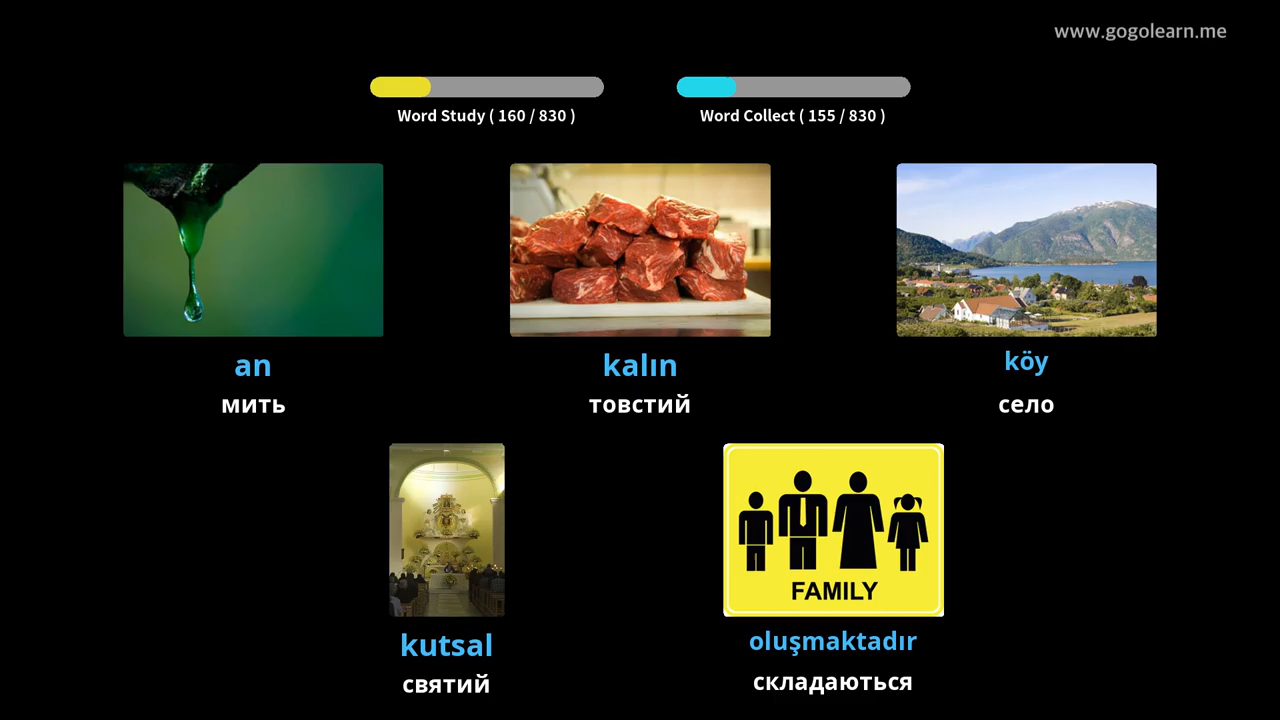 www.gogolearn.me
Word Study ( 160 / 830 )
Word Collect ( 155 / 830 )
an
мить
kalın
товстий
köy
село
kutsal
святий
FAMILY
oluşmaktadır
складаються